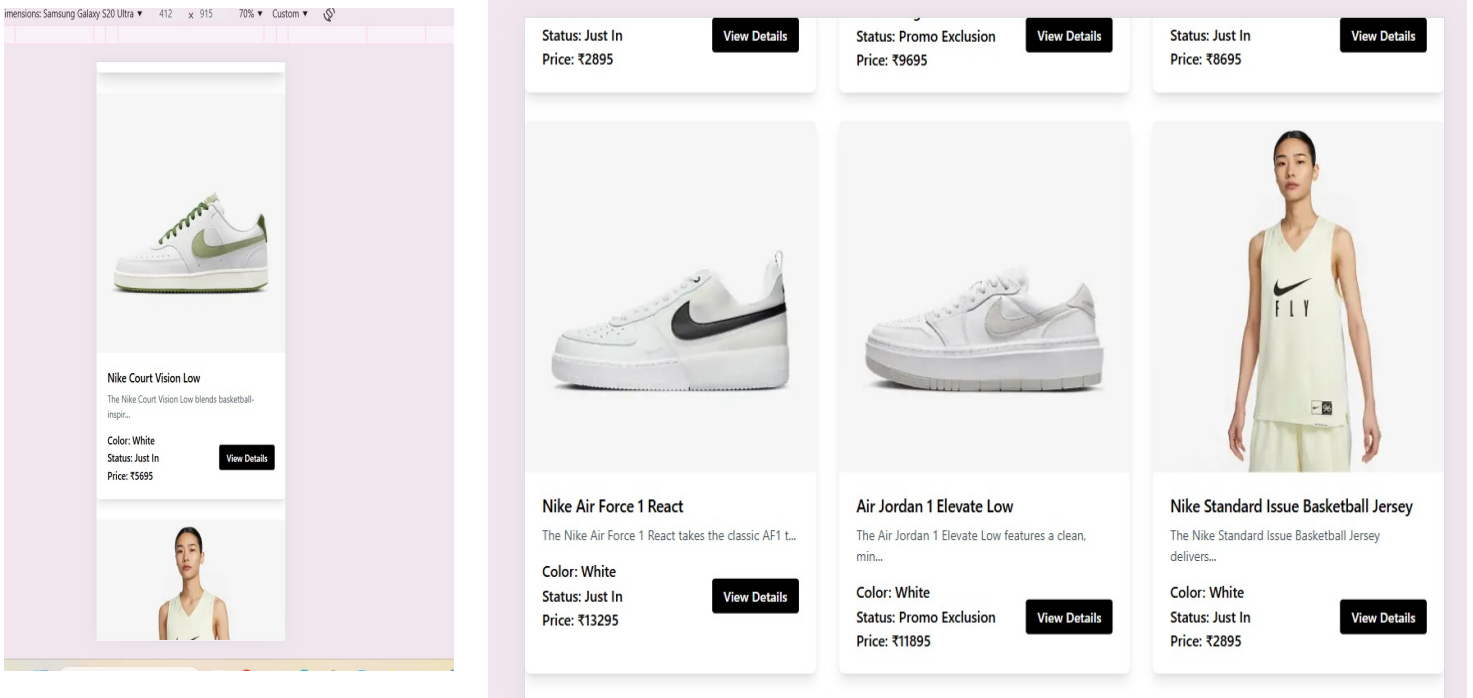 imensions: Samsung Galaxy S20 Ultra ▼ 412 x 915 70% ▼ Custom ▼
Nike Court Vision Low
The Nike Court Vision Low blends basketball-
inspir...
Color: White
Status: Just In
Price: ₹5695
View Details
Status: Just In
Price: ₹2895
View Details
Status: Promo Exclusion
Price: ₹9695
View Details
Status: Just In
Price: ₹8695
View Details
Nike Air Force 1 React
The Nike Air Force 1 React takes the classic AF1 t...
Color: White
Status: Just In
Price: ₹13295
View Details
Air Jordan 1 Elevate Low
The Air Jordan 1 Elevate Low features a clean,
min...
Color: White
Status: Promo Exclusion
Price: ₹11895
View Details
FLY
Nike Standard Issue Basketball Jersey
The Nike Standard Issue Basketball Jersey
delivers...
Color: White
Status: Just In
Price: ₹2895
View Details